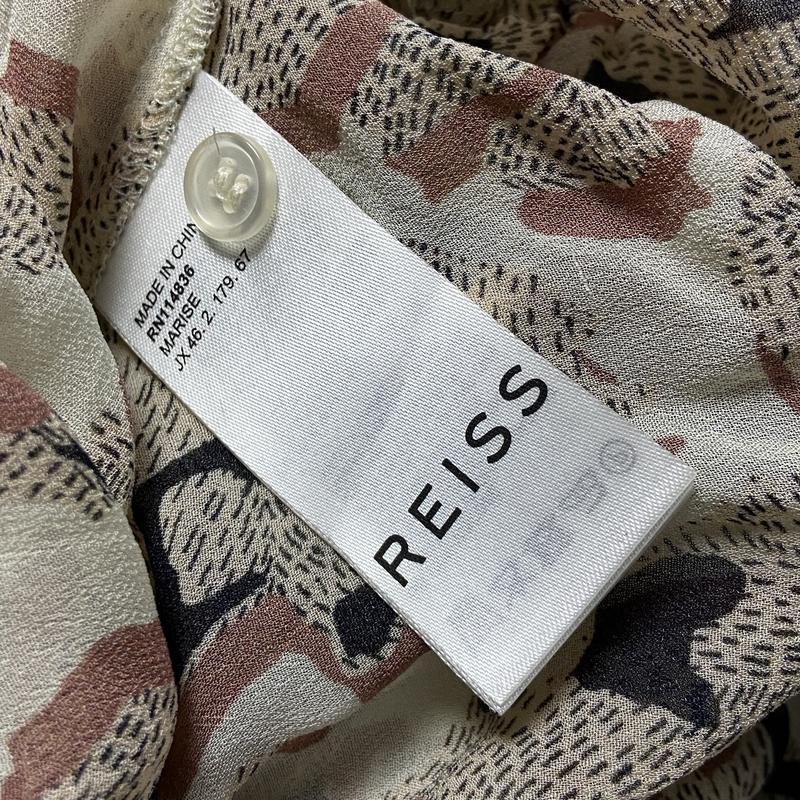 MADE IN CHIN
RN114836
MARISE
JX 46. 2. 179. 67
REISS